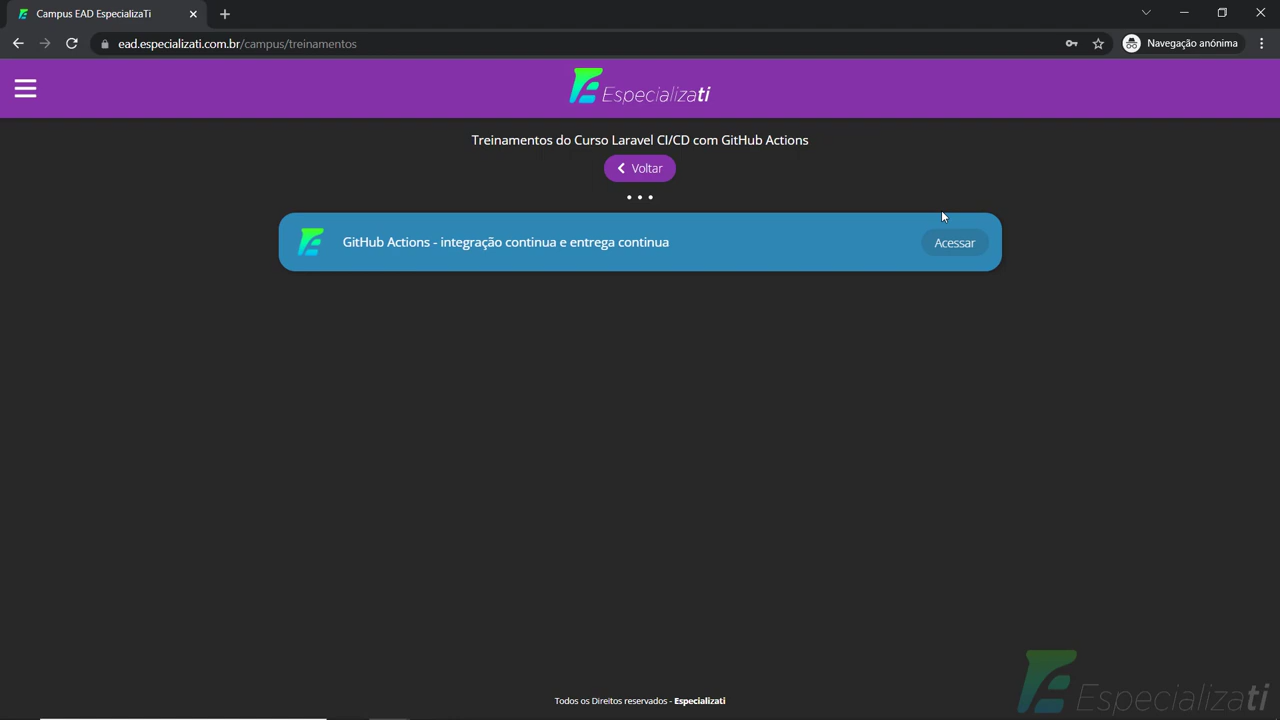 Campus EAD EspecializaTi
ead.especializati.com.br/campus/treinamentos
Navegação anónima
Especializati
Treinamentos do Curso Laravel CI/CD com GitHub Actions
Voltar
GitHub Actions - integração continua e entrega continua
Acessar
Todos os Direitos reservados - Especializati
Especializati